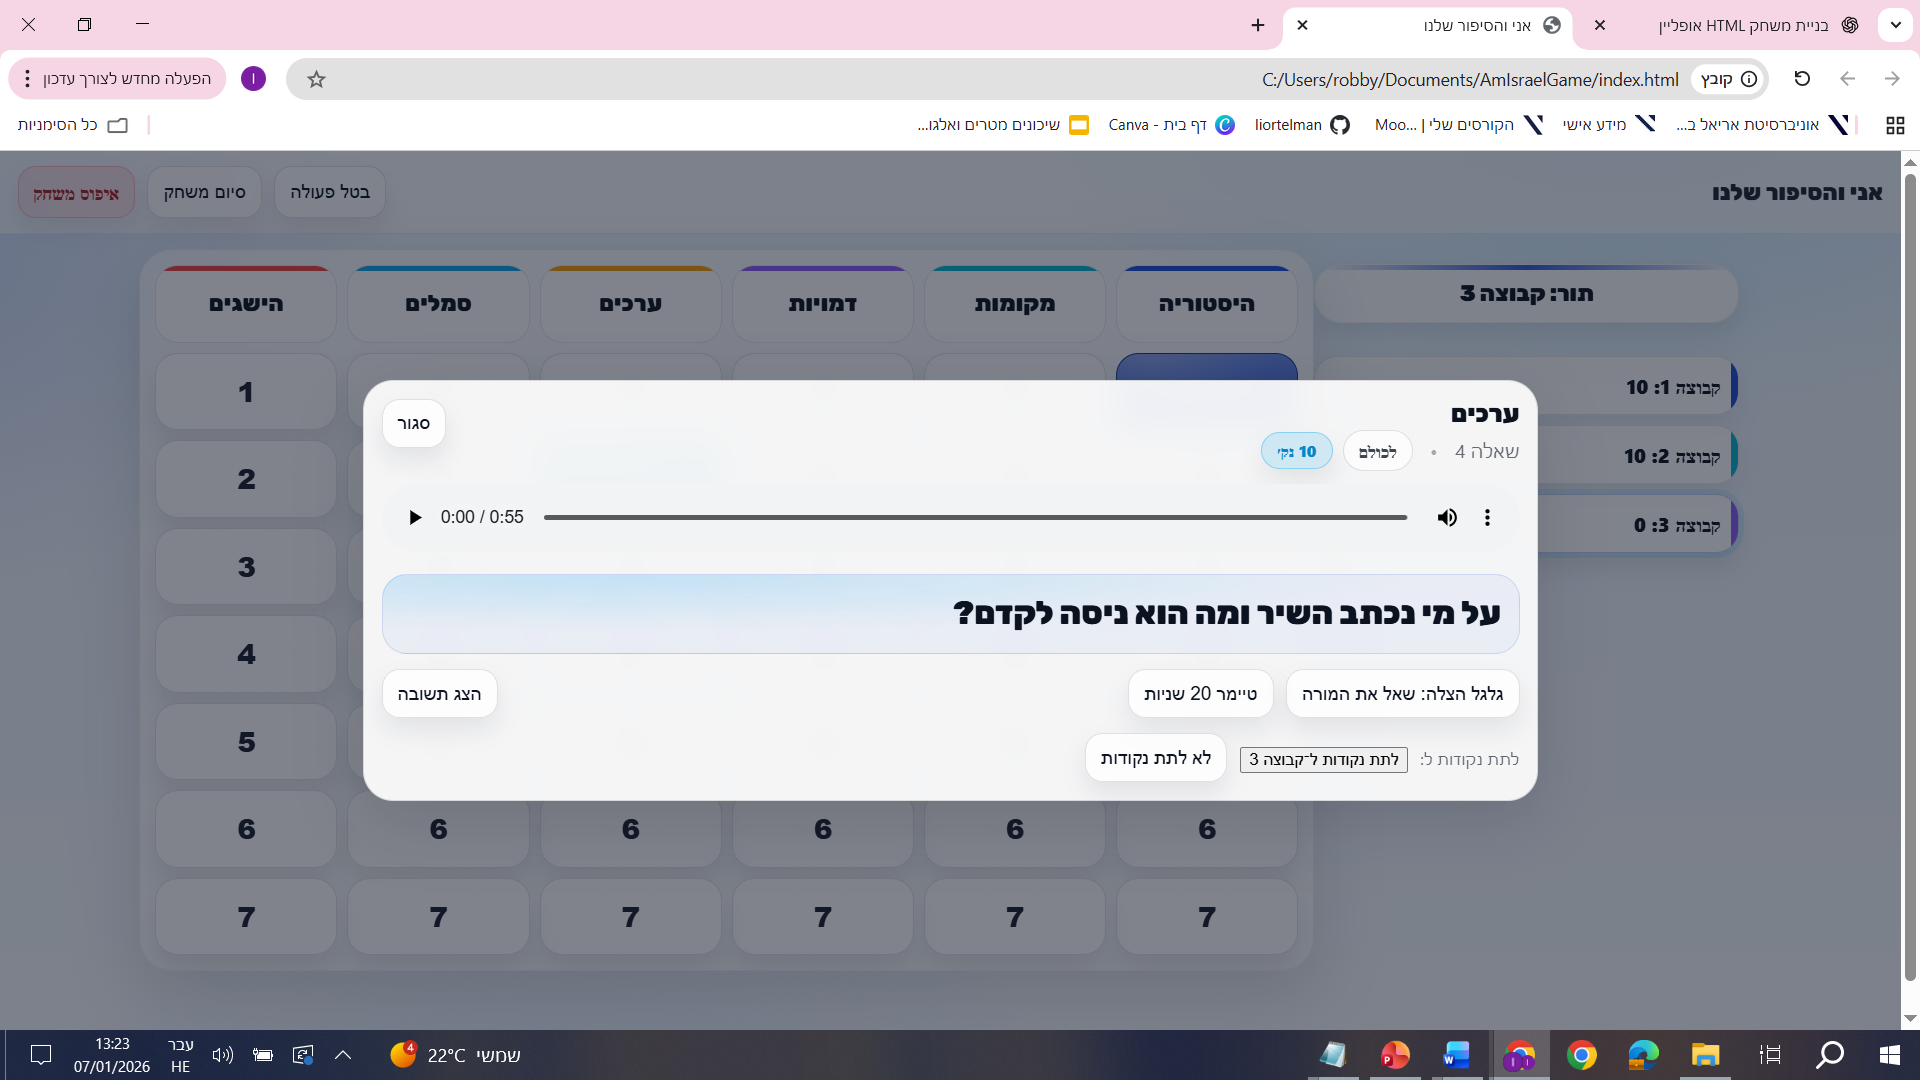 בניית משחק HTML אופליין
אני והסיפור שלנו
קובץ
C:/Users/robby/Documents/AmIsraelGame/index.html
הפעלה מחדש לצורך עדכון
אוניברסיטת אריאל ב...
מידע אישי
הקורסים שלי | Moo...
liortelman
דף בית - Canva
שיכונים מטרים ואלגו...
כל הסימניות
אני והסיפור שלנו
בטל פעולה
סיום משחק
איפוס משחק
תור: קבוצה 3
קבוצה 1: 10
קבוצה 2: 10
קבוצה 3: 0
היסטוריה
מקומות
דמויות
ערכים
סמלים
הישגים
1
2
3
4
5
6 6 6 6 6 6
7 7 7 7 7 7
ערכים
סגור
שאלה 4 • לכולם 10 נק׳
0:00 / 0:55
על מי נכתב השיר ומה הוא ניסה לקדם?
גלגל הצלה: שאל את המורה
טיימר 20 שניות
הצג תשובה
לתת נקודות ל:
לתת נקודות ל־קבוצה 3
לא לתת נקודות
שמשי 22°C
4
עבר
HE
13:23
07/01/2026